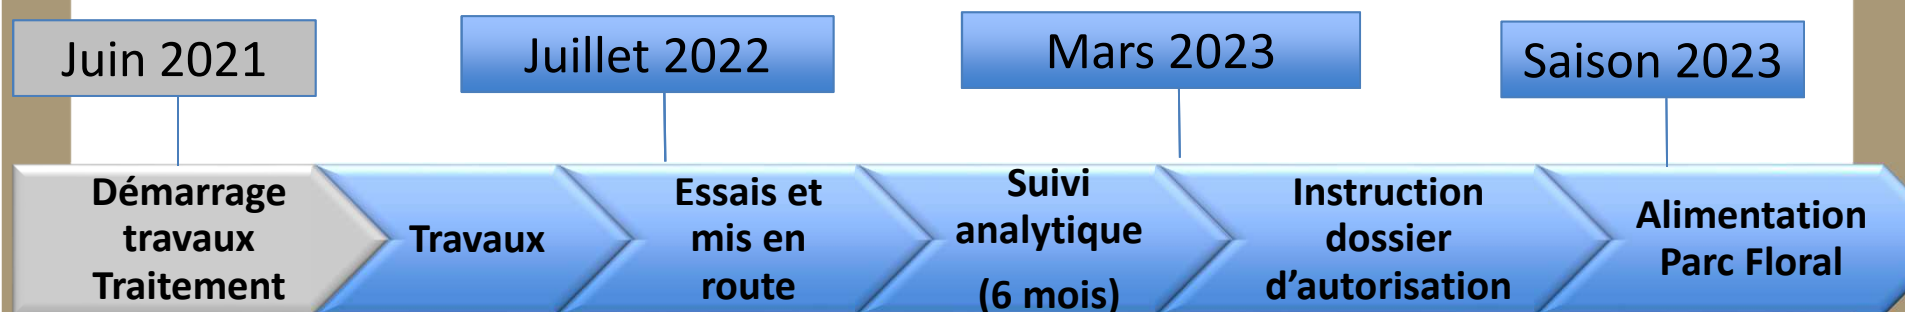 Juin 2021
Juillet 2022
Mars 2023
Saison 2023
Démarrage
travaux
Traitement
Travaux
Essais et
mis en
route
Suivi
analytique
(6 mois)
Instruction
dossier
d’autorisation
Alimentation
Parc Floral